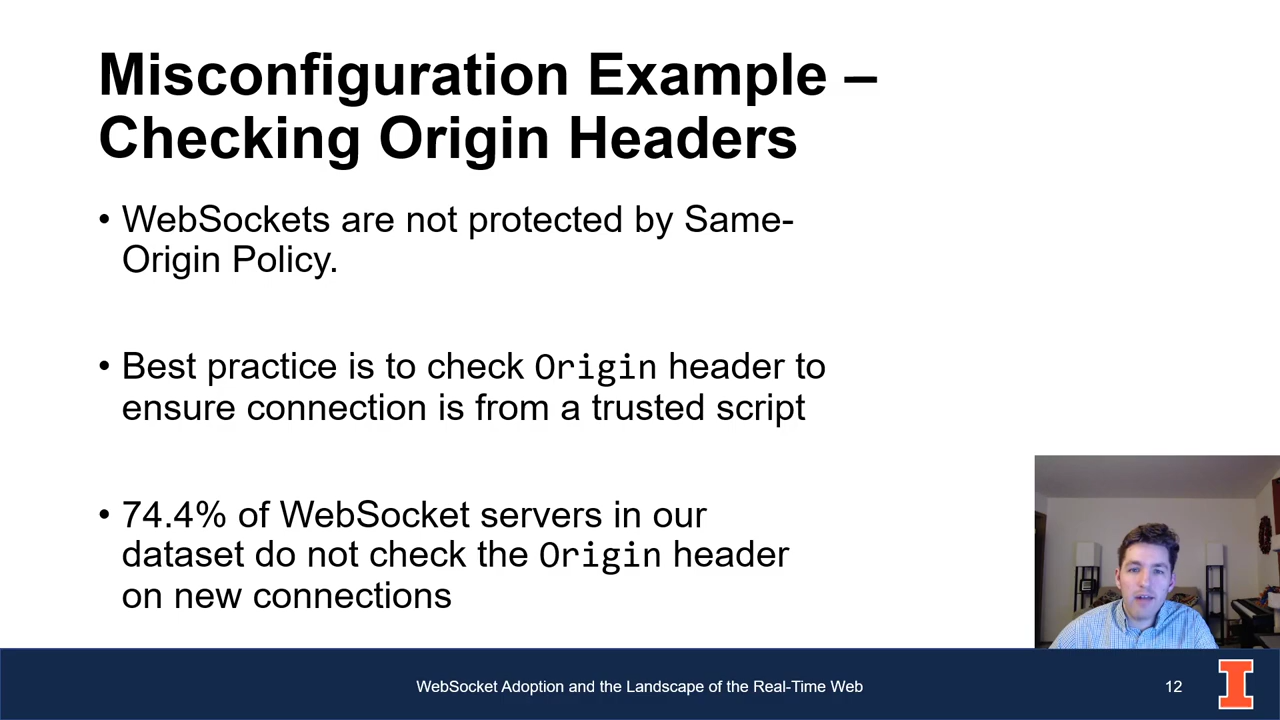 Misconfiguration Example –
Checking Origin Headers
• WebSockets are not protected by Same-
Origin Policy.
• Best practice is to check Origin header to
ensure connection is from a trusted script
• 74.4% of WebSocket servers in our
dataset do not check the Origin header
on new connections
WebSocket Adoption and the Landscape of the Real-Time Web
12